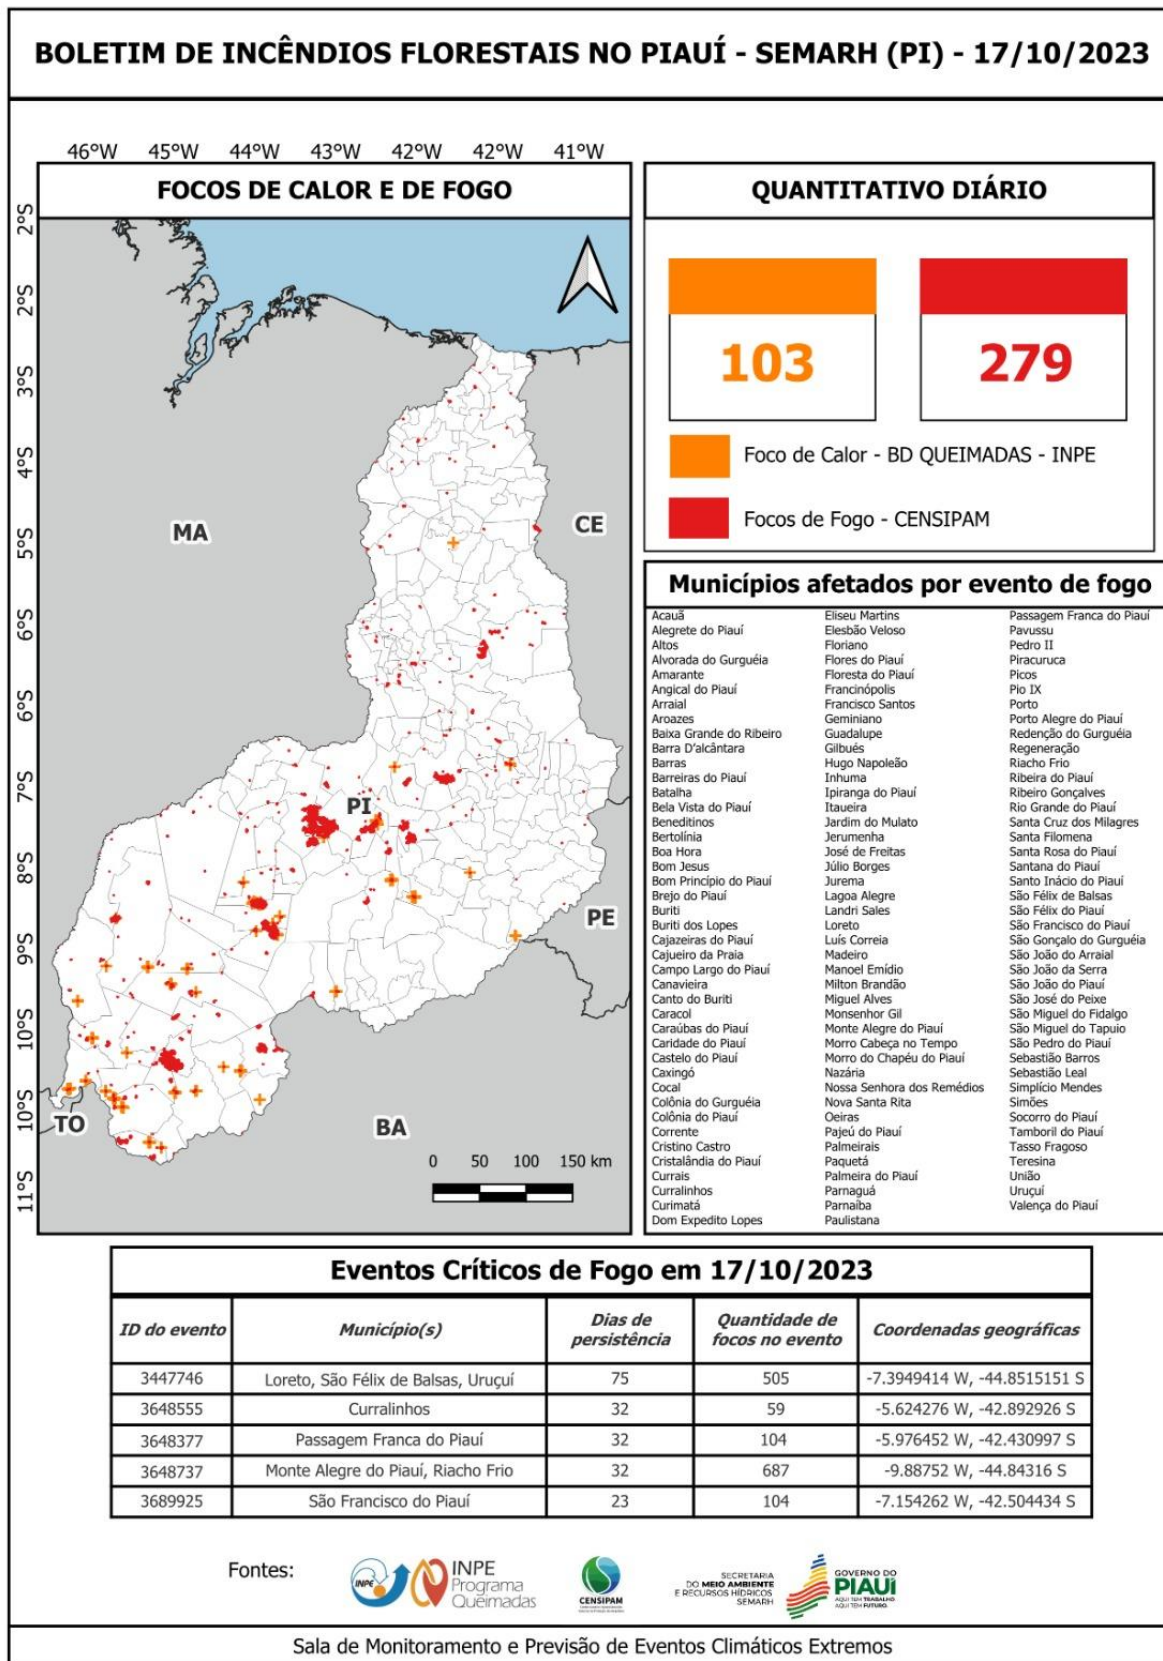 BOLETIM DE INCÊNDIOS FLORESTAIS NO PIAUÍ - SEMARH (PI) - 17/10/2023
46°W 45°W 44°W 43°W 42°W 42°W 41°W
FOCOS DE CALOR E DE FOGO
2°S
2°S
3°S
4°S
5°S
6°S
6°S
7°S
8°S
9°S
10°S
10°S
11°S
MA
CE
PI
PE
TO
BA
0 50 100 150 km
QUANTITATIVO DIÁRIO
103
279
Foco de Calor - BD QUEIMADAS - INPE
Focos de Fogo - CENSIPAM
Municípios afetados por evento de fogo
Acauã
Alegrete do Piauí
Altos
Alvorada do Gurguéia
Amarante
Angical do Piauí
Arraial
Aroazes
Baixa Grande do Ribeiro
Barra D'alcântara
Barras
Barreiras do Piauí
Batalha
Bela Vista do Piauí
Beneditinos
Bertolínia
Boa Hora
Bom Jesus
Bom Princípio do Piauí
Brejo do Piauí
Buriti
Buriti dos Lopes
Cajazeiras do Piauí
Cajueiro da Praia
Campo Largo do Piauí
Canavieira
Canto do Buriti
Caracol
Caraúbas do Piauí
Caridade do Piauí
Castelo do Piauí
Caxingó
Cocal
Colônia do Gurguéia
Colônia do Piauí
Corrente
Cristino Castro
Cristalândia do Piauí
Currais
Curralinhos
Curimatá
Dom Expedito Lopes
Eliseu Martins
Elesbão Veloso
Floriano
Flores do Piauí
Floresta do Piauí
Francinópolis
Francisco Santos
Geminiano
Guadalupe
Gilbués
Hugo Napoleão
Inhuma
Ipiranga do Piauí
Itaueira
Jardim do Mulato
Jerumenha
José de Freitas
Júlio Borges
Jurema
Lagoa Alegre
Landri Sales
Loreto
Luís Correia
Madeiro
Manoel Emídio
Milton Brandão
Miguel Alves
Monsenhor Gil
Monte Alegre do Piauí
Morro Cabeça no Tempo
Morro do Chapéu do Piauí
Nazária
Nossa Senhora dos Remédios
Nova Santa Rita
Oeiras
Pajeú do Piauí
Palmeirais
Paquetá
Palmeira do Piauí
Parnaguá
Parnaíba
Paulistana
Passagem Franca do Piauí
Pavussu
Pedro II
Piracuruca
Picos
Pio IX
Porto
Porto Alegre do Piauí
Redenção do Gurguéia
Regeneração
Riacho Frio
Ribeira do Piauí
Ribeiro Gonçalves
Rio Grande do Piauí
Santa Cruz dos Milagres
Santa Filomena
Santa Rosa do Piauí
Santana do Piauí
Santo Inácio do Piauí
São Félix de Balsas
São Félix do Piauí
São Francisco do Piauí
São Gonçalo do Gurguéia
São João do Arraial
São João da Serra
São João do Piauí
São José do Peixe
São Miguel do Fidalgo
São Miguel do Tapuio
São Pedro do Piauí
Sebastião Barros
Sebastião Leal
Simplício Mendes
Simões
Socorro do Piauí
Tamboril do Piauí
Tasso Fragoso
Teresina
União
Uruçuí
Valença do Piauí
Eventos Críticos de Fogo em 17/10/2023
ID do evento Município(s) Dias de persistência Quantidade de focos no evento Coordenadas geográficas
3447746 Loreto, São Félix de Balsas, Uruçuí 75 505 -7.3949414 W, -44.8515151 S
3648555 Curralinhos 32 59 -5.624276 W, -42.892926 S
3648377 Passagem Franca do Piauí 32 104 -5.976452 W, -42.430997 S
3648737 Monte Alegre do Piauí, Riacho Frio 32 687 -9.88752 W, -44.84316 S
3689925 São Francisco do Piauí 23 104 -7.154262 W, -42.504434 S
Fontes:
INPE
INPE
Programa
Queimadas
CENSIPAM
SECRETARIA
DO MEIO AMBIENTE
E RECURSOS HÍDRICOS
SEMARH
GOVERNO DO
PIAUÍ
AQUI TEM TRABALHO.
AQUI TEM FUTURO.
Sala de Monitoramento e Previsão de Eventos Climáticos Extremos